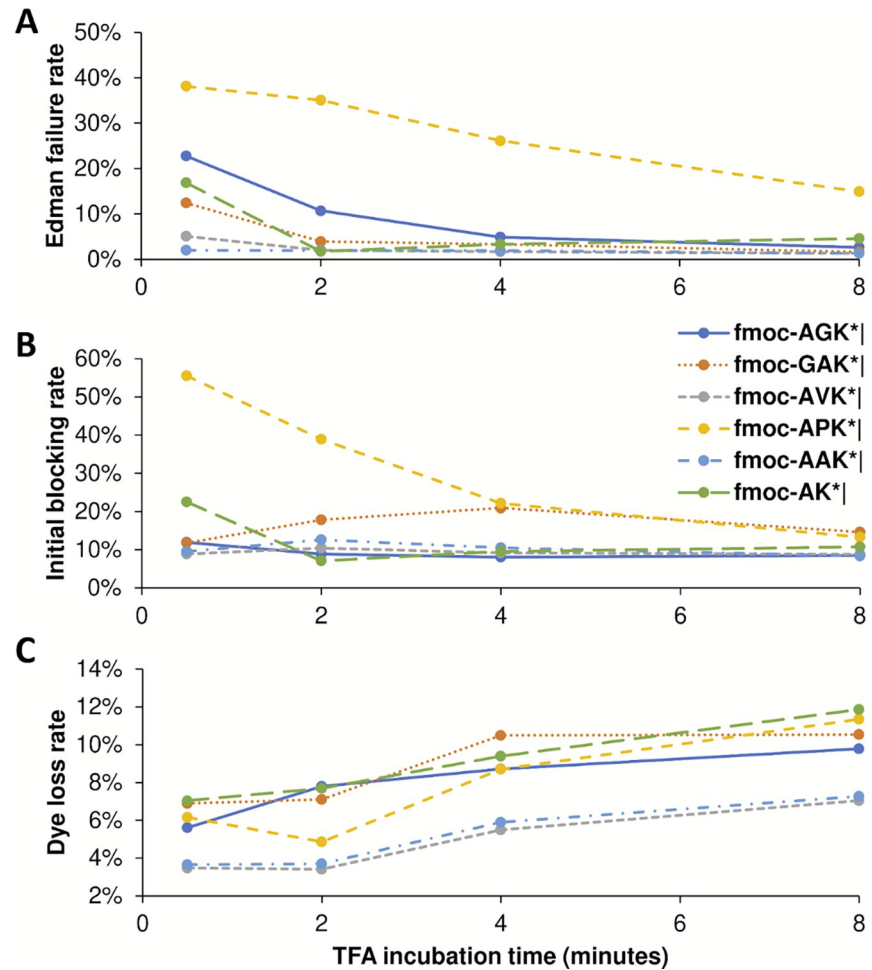 A
Edman failure rate
50%
40%
30%
20%
10%
0%
0
2
4
6
8
B
Initial blocking rate
60%
50%
40%
30%
20%
10%
0%
0
2
4
6
8
fmoc-AGK*|
fmoc-GAK*|
fmoc-AVK*|
fmoc-APK*|
fmoc-AAK*|
fmoc-AK*|
C
Dye loss rate
14%
12%
10%
8%
6%
4%
2%
0
2
4
6
8
TFA incubation time (minutes)